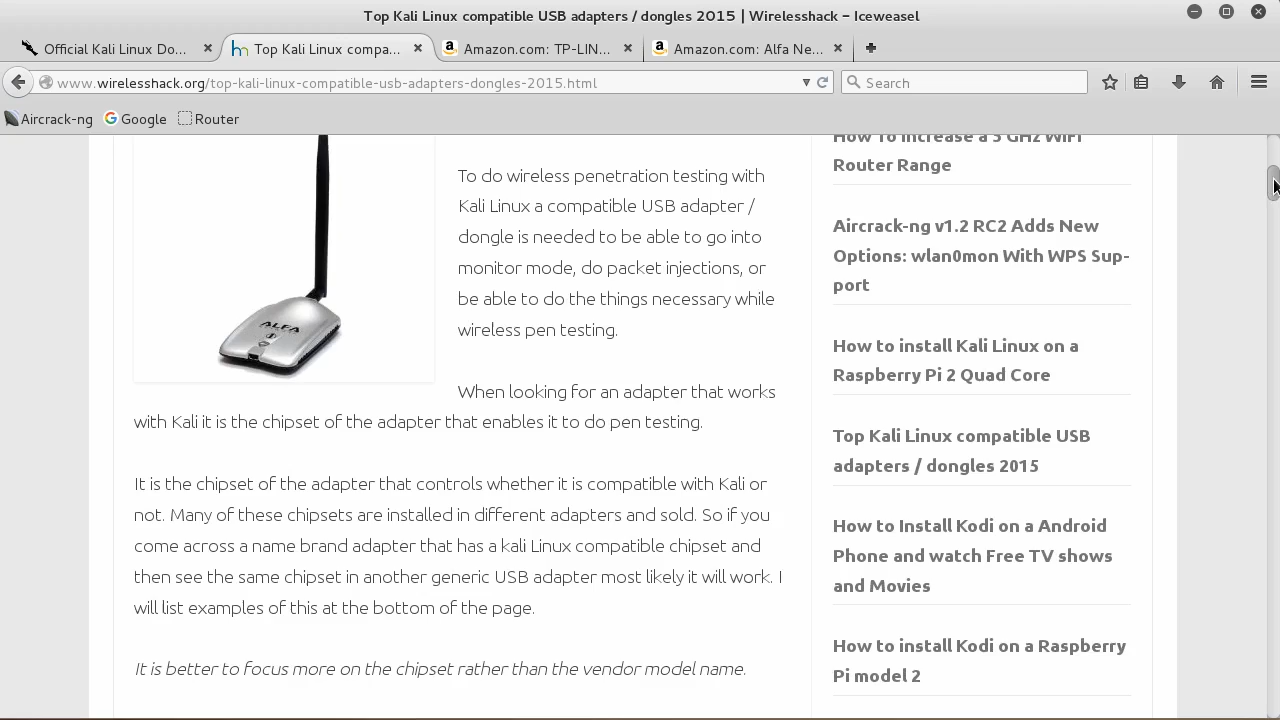 Top Kali Linux compatible USB adapters / dongles 2015 | Wirelesshack - Iceweasel
Official Kali Linux Do...
Top Kali Linux compa...
Amazon.com: TP-LIN...
Amazon.com: Alfa Ne...
www.wirelesshack.org/top-kali-linux-compatible-usb-adapters-dongles-2015.html
Search
Aircrack-ng
Google
Router
ALFA
To do wireless penetration testing with
Kali Linux a compatible USB adapter /
dongle is needed to be able to go into
monitor mode, do packet injections, or
be able to do the things necessary while
wireless pen testing.
When looking for an adapter that works
with Kali it is the chipset of the adapter that enables it to do pen testing.
It is the chipset of the adapter that controls whether it is compatible with Kali or
not. Many of these chipsets are installed in different adapters and sold. So if you
come across a name brand adapter that has a kali Linux compatible chipset and
then see the same chipset in another generic USB adapter most likely it will work. I
will list examples of this at the bottom of the page.
It is better to focus more on the chipset rather than the vendor model name.
How To Increase a 5 GHz WiFi
Router Range
Aircrack-ng v1.2 RC2 Adds New
Options: wlan0mon With WPS Sup-
port
How to install Kali Linux on a
Raspberry Pi 2 Quad Core
Top Kali Linux compatible USB
adapters / dongles 2015
How to Install Kodi on a Android
Phone and watch Free TV shows
and Movies
How to install Kodi on a Raspberry
Pi model 2